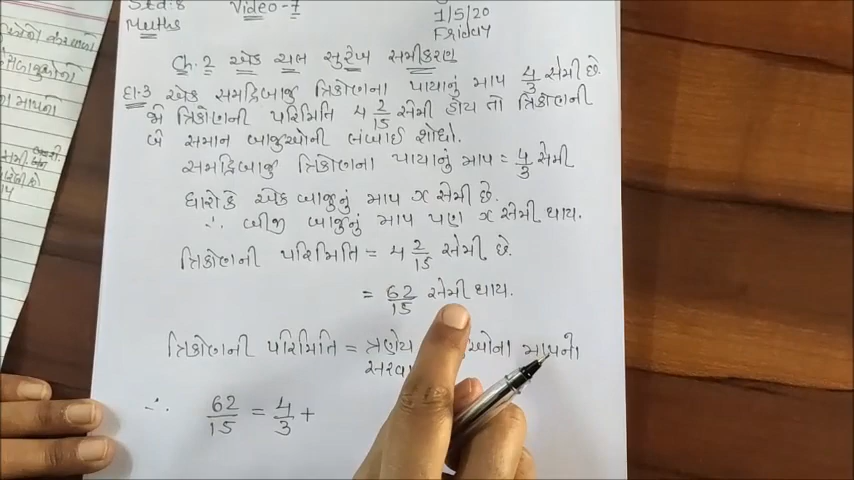 Std:8 Video-7
Maths
1/5/20
Friday
Ch. 2 એક ચલ સુરેખ સમીકરણ
દા-3 એક સમદ્વિબાજુ ત્રિકોણના પાયાનું માપ 4/3 સેમી છે.
જો ત્રિકોણની પરિમિતિ 4 2/15 સેમી હોય તો ત્રિકોણની
બે સમાન બાજુઓની લંબાઈ શોધો.
સમદ્વિબાજુ ત્રિકોણના પાયાનું માપ = 4/3 સેમી
ધારો કે એક બાજુનું માપ x સેમી છે.
∴ બીજી બાજુનું માપ પણ x સેમી થાય.
ત્રિકોણની પરિમિતિ = 4 2/15 સેમી છે.
= 62/15 સેમી થાય.
ત્રિકોણની પરિમિતિ = ત્રણેય માપનો
∴ 62/15 = 4/3 +